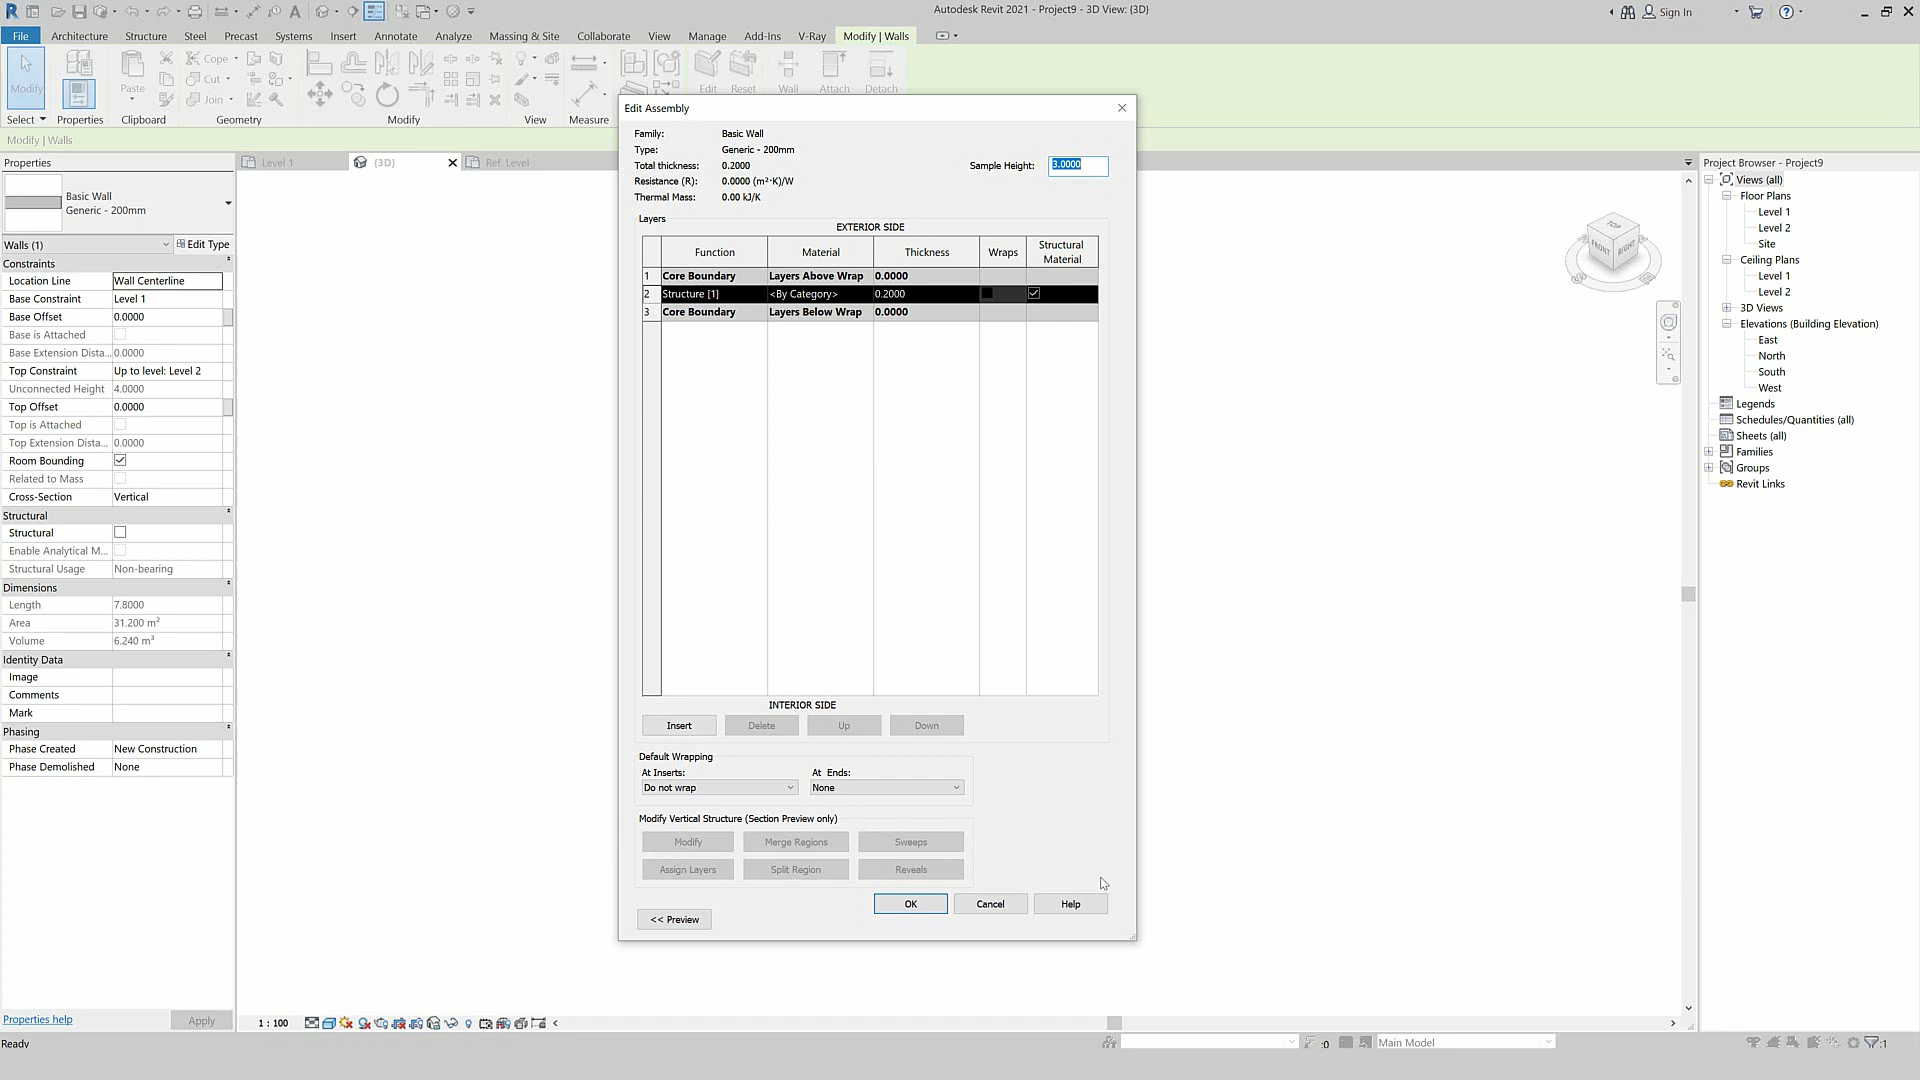 Autodesk Revit 2021 - Project9 - 3D View: {3D}
Sign In
File Architecture Structure Steel Precast Systems Insert Annotate Analyze Massing & Site Collaborate View Manage Add-Ins V-Ray Modify | Walls
Modify Paste Cope Cut Join Edit Reset Wall Attach Detach
Select Properties Clipboard Geometry Modify View Measure
Modify | Walls
Properties
Level 1 {3D} Ref. Level
Basic Wall
Generic - 200mm
Walls (1) Edit Type
Constraints
Location Line Wall Centerline
Base Constraint Level 1
Base Offset 0.0000
Base is Attached
Base Extension Dista... 0.0000
Top Constraint Up to level: Level 2
Unconnected Height 4.0000
Top Offset 0.0000
Top is Attached
Top Extension Dista... 0.0000
Room Bounding
Related to Mass
Cross-Section Vertical
Structural
Structural
Enable Analytical M...
Structural Usage Non-bearing
Dimensions
Length 7.8000
Area 31.200 m²
Volume 6.240 m³
Identity Data
Image
Comments
Mark
Phasing
Phase Created New Construction
Phase Demolished None
Properties help Apply
Edit Assembly
Family: Basic Wall
Type: Generic - 200mm
Total thickness: 0.2000 Sample Height: 3.0000
Resistance (R): 0.0000 (m²·K)/W
Thermal Mass: 0.00 kJ/K
Layers
EXTERIOR SIDE
Function Material Thickness Wraps Structural Material
1 Core Boundary Layers Above Wrap 0.0000
2 Structure [1] <By Category> 0.2000
3 Core Boundary Layers Below Wrap 0.0000
INTERIOR SIDE
Insert Delete Up Down
Default Wrapping
At Inserts: At Ends:
Do not wrap None
Modify Vertical Structure (Section Preview only)
Modify Merge Regions Sweeps
Assign Layers Split Region Reveals
OK Cancel Help
<< Preview
TOP
FRONT RIGHT
Project Browser - Project9
Views (all)
Floor Plans
Level 1
Level 2
Site
Ceiling Plans
Level 1
Level 2
3D Views
Elevations (Building Elevation)
East
North
South
West
Legends
Schedules/Quantities (all)
Sheets (all)
Families
Groups
Revit Links
1 : 100
Ready
:0 Main Model :1